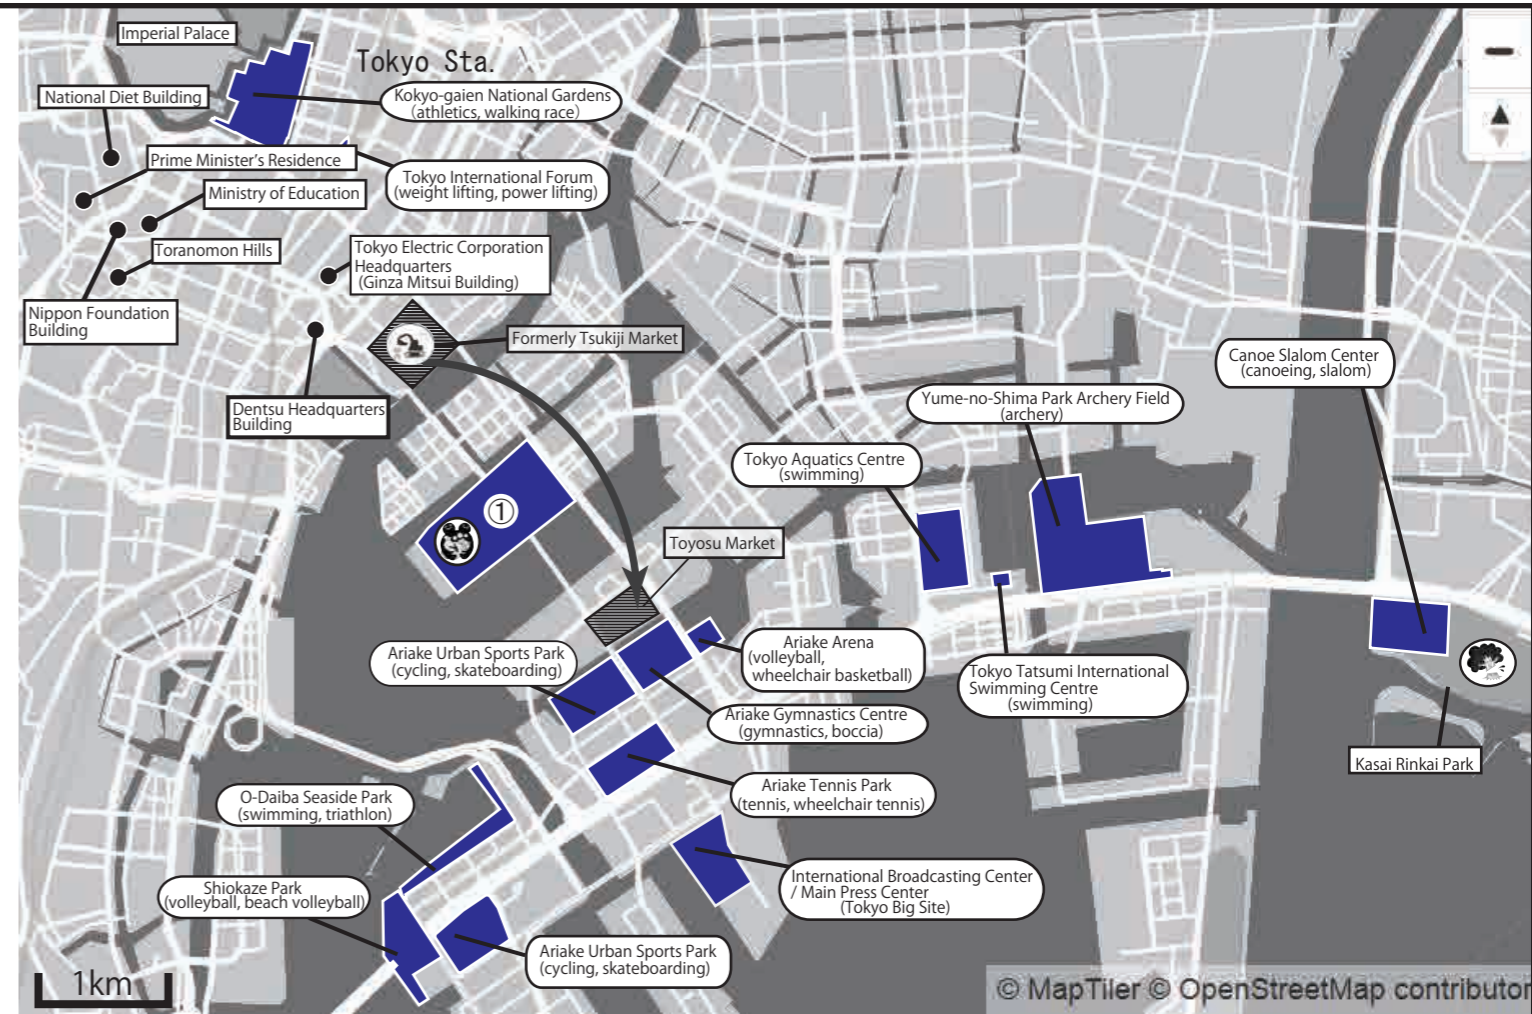 Imperial Palace
Tokyo Sta.
National Diet Building
Kokyo-gaien National Gardens
(athletics, walking race)
Prime Minister's Residence
Tokyo International Forum
(weight lifting, power lifting)
Ministry of Education
Toranomon Hills
Tokyo Electric Corporation
Headquarters
(Ginza Mitsui Building)
Nippon Foundation
Building
Formerly Tsukiji Market
Canoe Slalom Center
(canoeing, slalom)
Dentsu Headquarters
Building
Yume-no-Shima Park Archery Field
(archery)
Tokyo Aquatics Centre
(swimming)
①
Toyosu Market
Ariake Urban Sports Park
(cycling, skateboarding)
Ariake Arena
(volleyball,
wheelchair basketball)
Tokyo Tatsumi International
Swimming Centre
(swimming)
Ariake Gymnastics Centre
(gymnastics, boccia)
Kasai Rinkai Park
Ariake Tennis Park
(tennis, wheelchair tennis)
O-Daiba Seaside Park
(swimming, triathlon)
International Broadcasting Center
/ Main Press Center
(Tokyo Big Site)
Shiokaze Park
(volleyball, beach volleyball)
Ariake Urban Sports Park
(cycling, skateboarding)
1km
© MapTiler © OpenStreetMap contributor